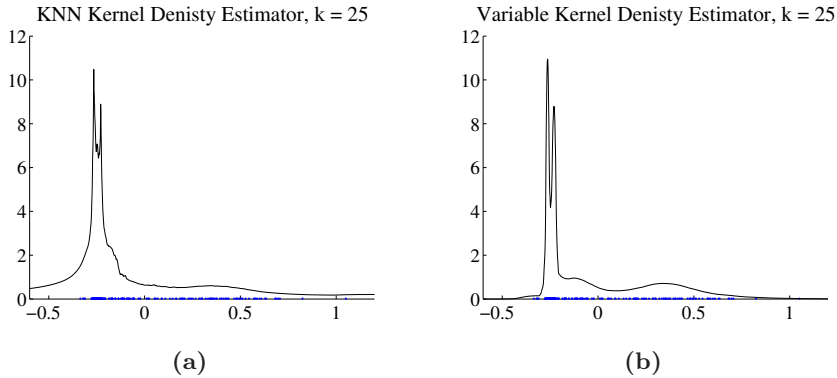 KNN Kernel Denisty Estimator, k = 25
12
10
8
6
4
2
0
−0.5 0 0.5 1
(a)
Variable Kernel Denisty Estimator, k = 25
12
10
8
6
4
2
0
−0.5 0 0.5 1
(b)